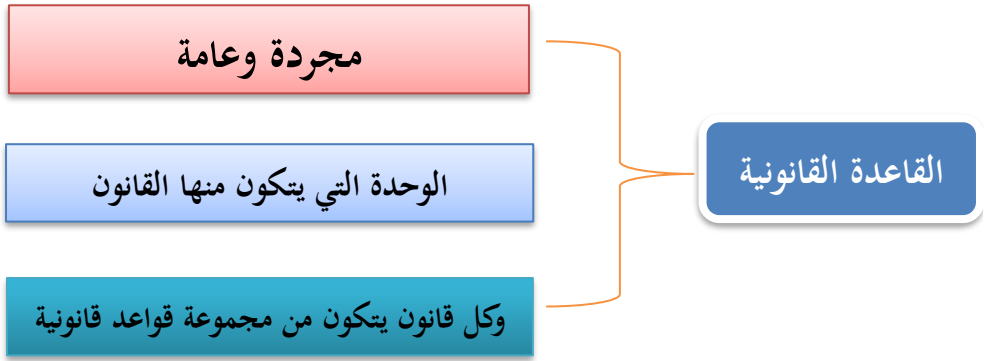 القاعدة القانونية
مجردة وعامة
الوحدة التي يتكون منها القانون
وكل قانون يتكون من مجموعة قواعد قانونية